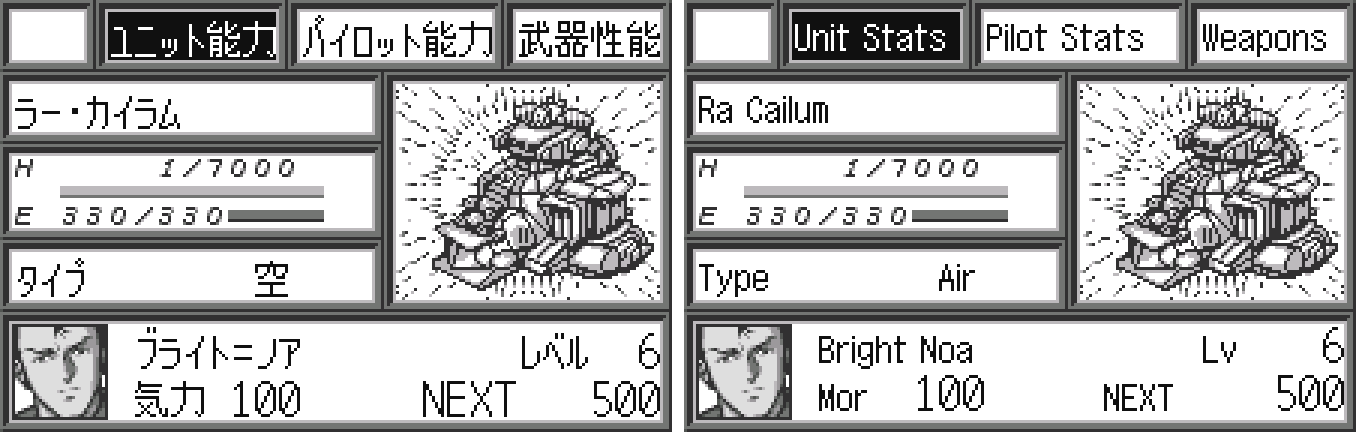 ユニット能力 パイロット能力 武器性能
ラー・カイラム
H 1/7000
E 330/330
タイプ 空
ブライト=ノア レベル 6
気力 100 NEXT 500
Unit Stats Pilot Stats Weapons
Ra Cailum
H 1/7000
E 330/330
Type Air
Bright Noa Lv 6
Mor 100 NEXT 500